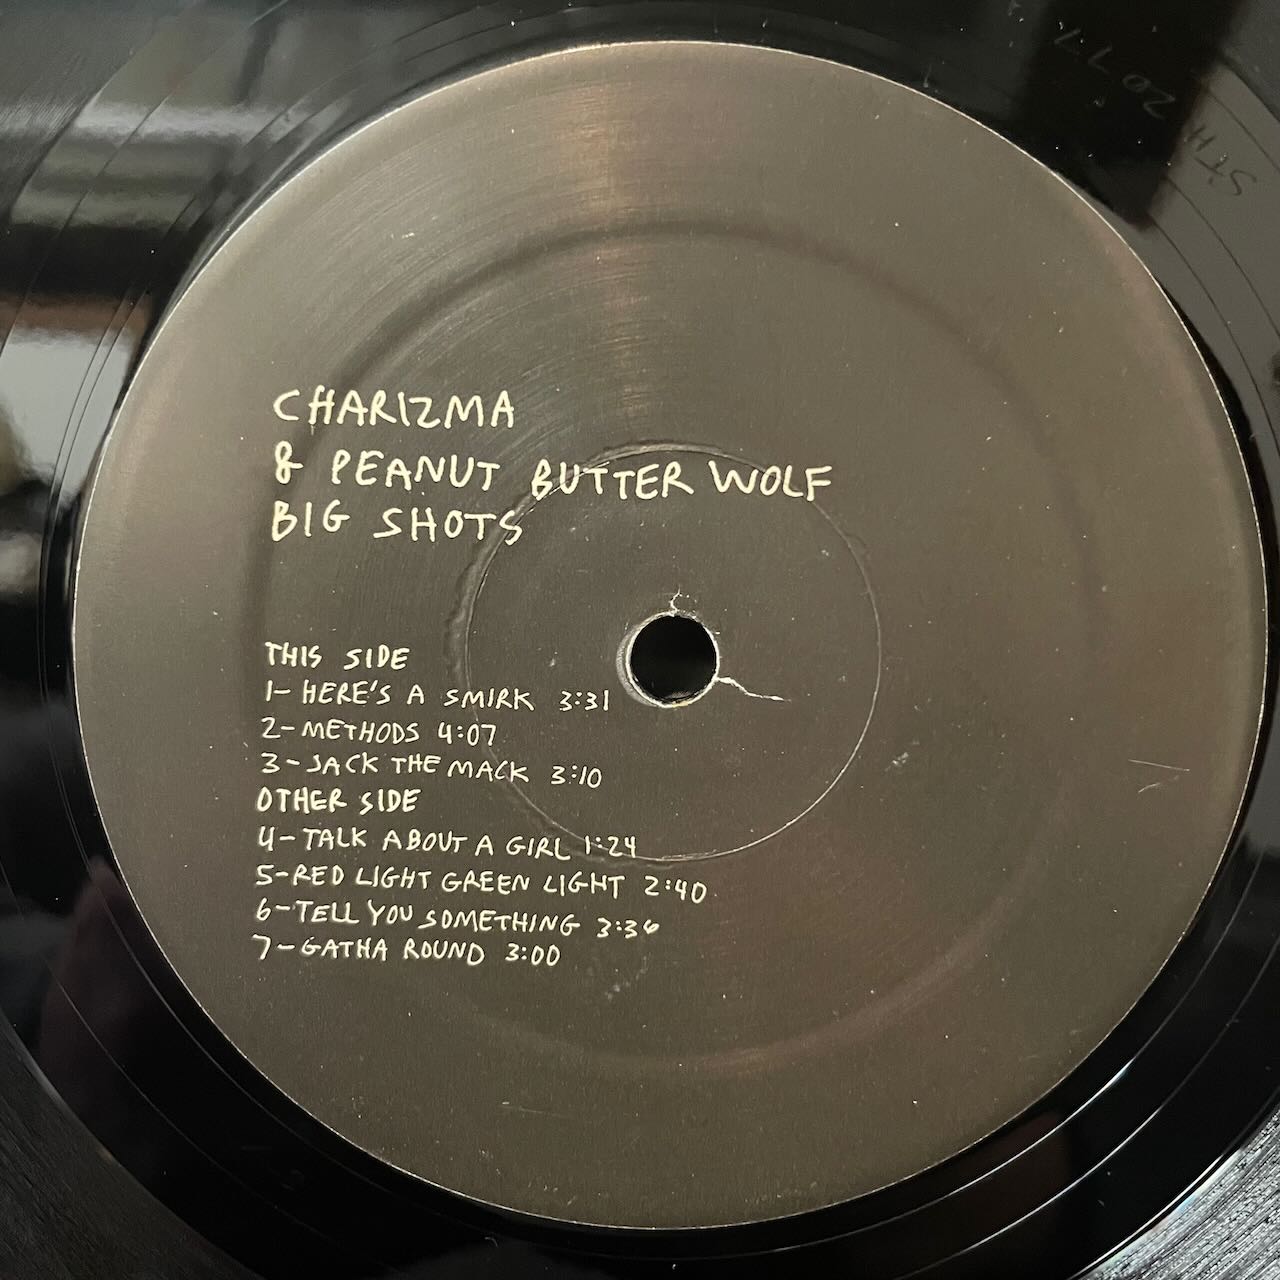 CHARIZMA
& PEANUT BUTTER WOLF
BIG SHOTS
THIS SIDE
1- HERE'S A SMIRK 3:31
2- METHODS 4:07
3- JACK THE MACK 3:10
OTHER SIDE
4- TALK ABOUT A GIRL 1:24
5- RED LIGHT GREEN LIGHT 2:40
6- TELL YOU SOMETHING 3:36
7- GATHA ROUND 3:00
STH 2077